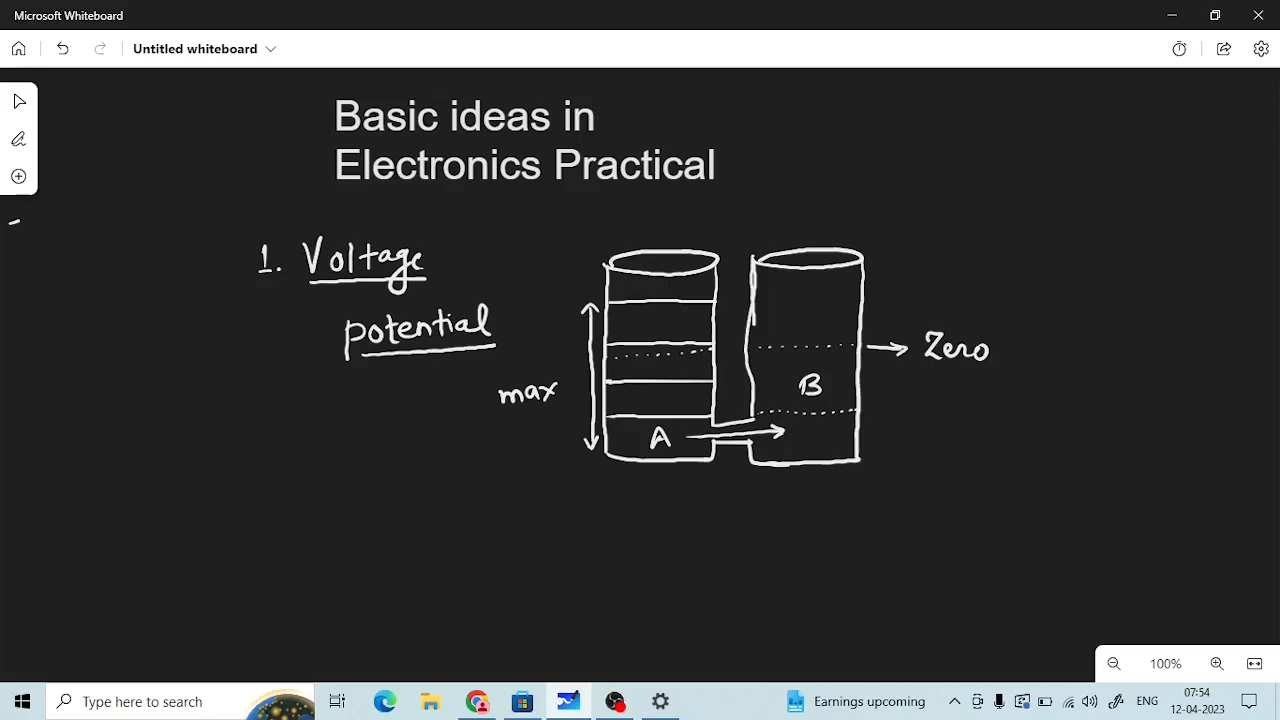 Microsoft Whiteboard
Untitled whiteboard
Basic ideas in
Electronics Practical
1. Voltage
potential
max
A
B
Zero
100%
Type here to search
Earnings upcoming
ENG
07:54
12-04-2023